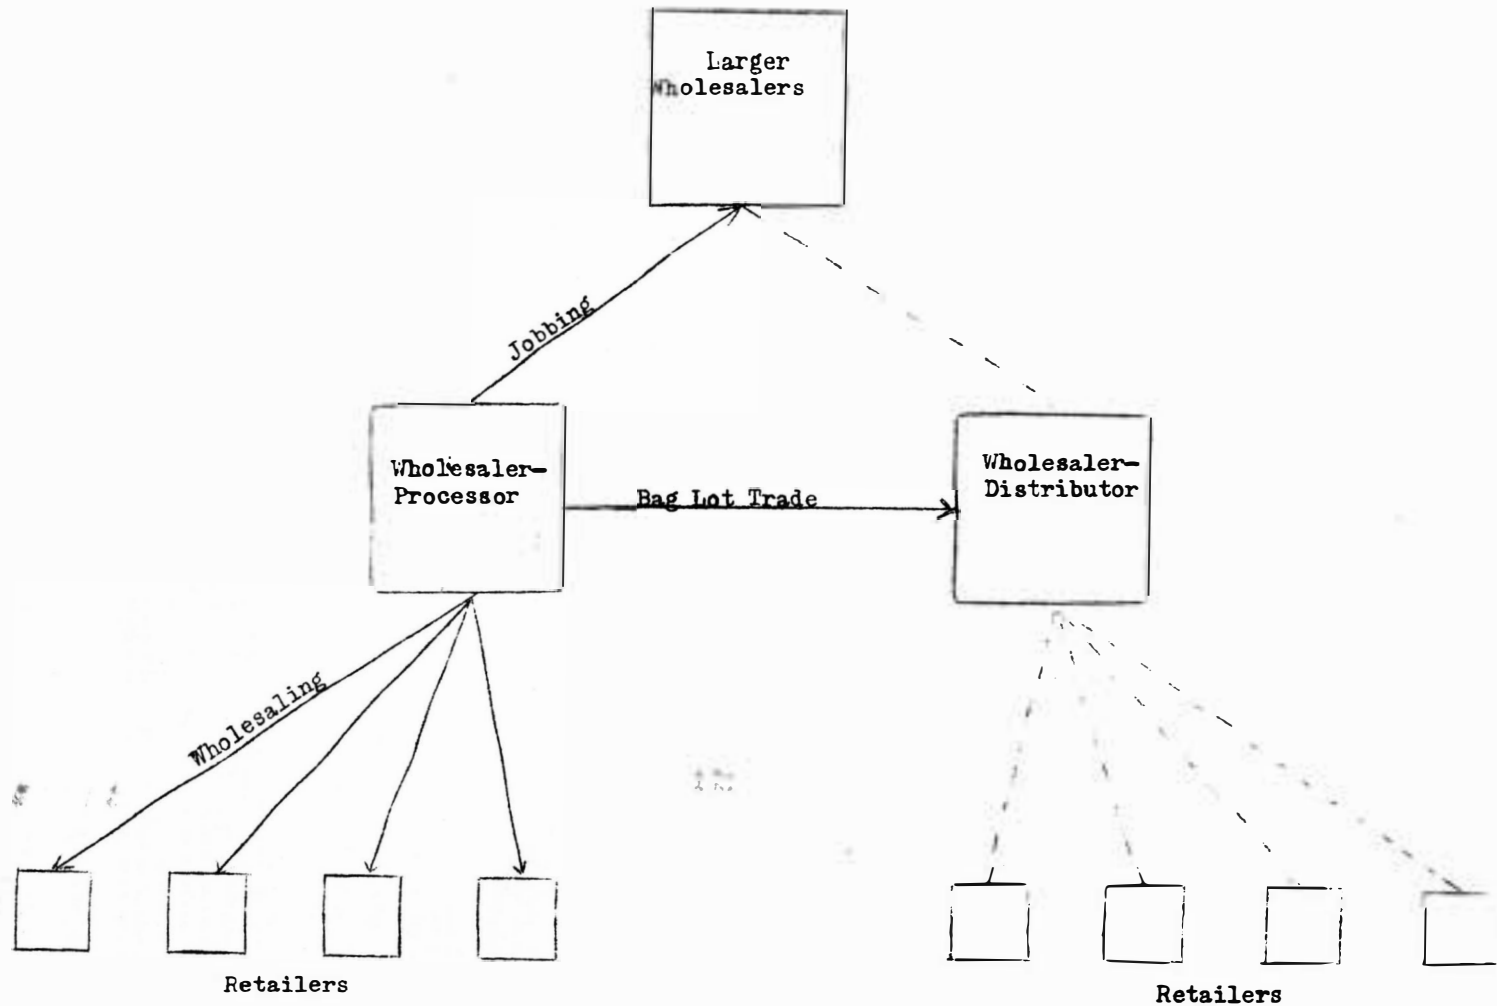 Larger
Wholesalers
Jobbing
Wholesaler-
Processor
Bag Lot Trade
Wholesaler-
Distributor
Wholesaling
Retailers
Retailers